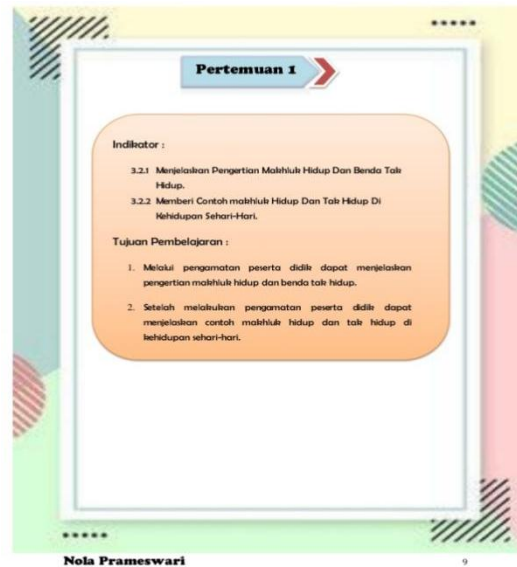 Pertemuan 1
Indikator :
3.2.1 Menjelaskan Pengertian Makhluk Hidup Dan Benda Tak
Hidup.
3.2.2 Memberi Contoh makhluk Hidup Dan Tak Hidup Di
Kehidupan Sehari-Hari.
Tujuan Pembelajaran :
1. Melalui pengamatan peserta didik dapat menjelaskan
pengertian makhluk hidup dan benda tak hidup.
2. Setelah melakukan pengamatan peserta didik dapat
menjelaskan contoh makhluk hidup dan tak hidup di
kehidupan sehari-hari.
Nola Prameswari
9